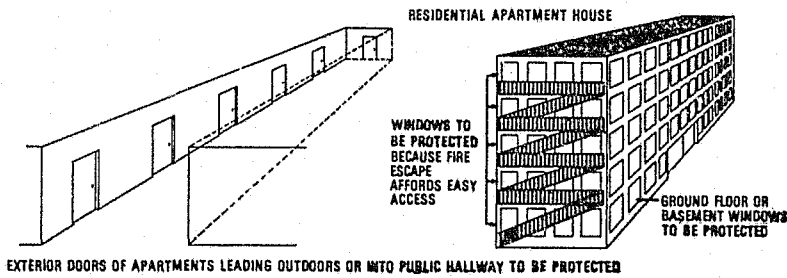 RESIDENTIAL APARTMENT HOUSE
WINDOWS TO
BE PROTECTED
BECAUSE FIRE
ESCAPE
AFFORDS EASY
ACCESS
GROUND FLOOR OR
BASEMENT WINDOWS
TO BE PROTECTED
EXTERIOR DOORS OF APARTMENTS LEADING OUTDOORS OR INTO PUBLIC HALLWAY TO BE PROTECTED